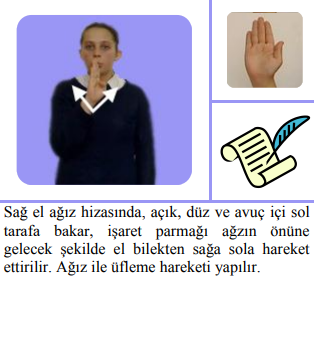 Sağ el ağız hizasında, açık, düz ve avuç içi sol
tarafa bakar, işaret parmağı ağzın önüne
gelecek şekilde el bilekten sağa sola hareket
ettirilir. Ağız ile üfleme hareketi yapılır.